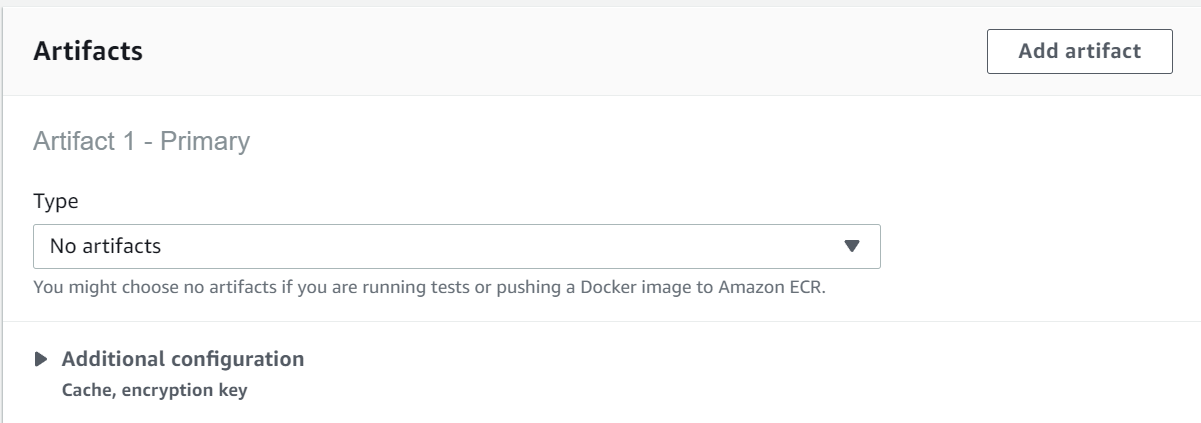 Artifacts
Add artifact
Artifact 1 - Primary
Type
No artifacts
You might choose no artifacts if you are running tests or pushing a Docker image to Amazon ECR.
Additional configuration
Cache, encryption key